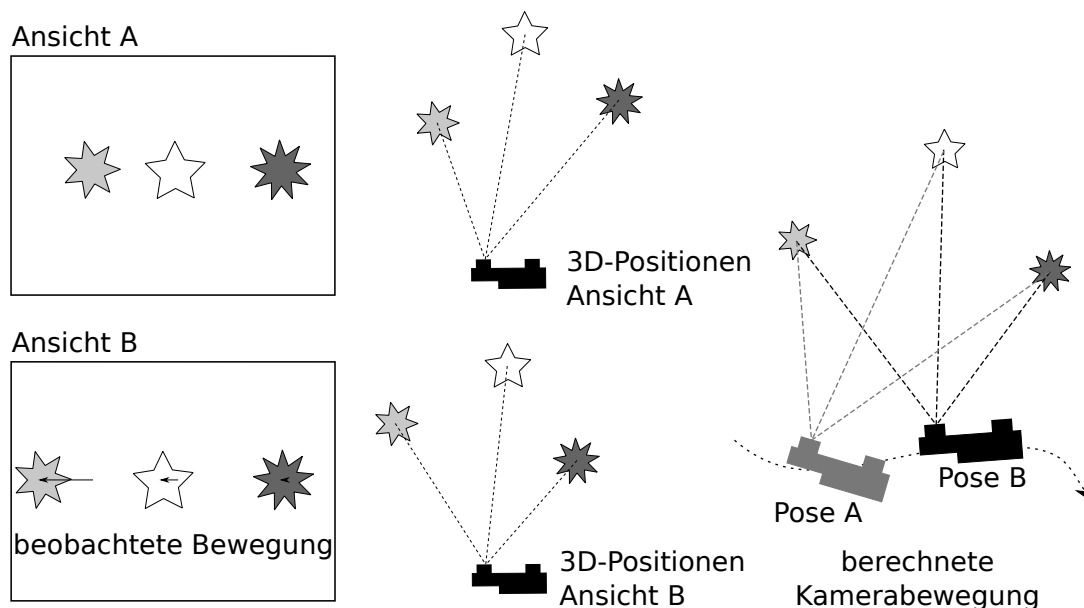 Ansicht A
3D-Positionen
Ansicht A
Ansicht B
beobachtete Bewegung
3D-Positionen
Ansicht B
Pose A
Pose B
berechnete
Kamerabewegung